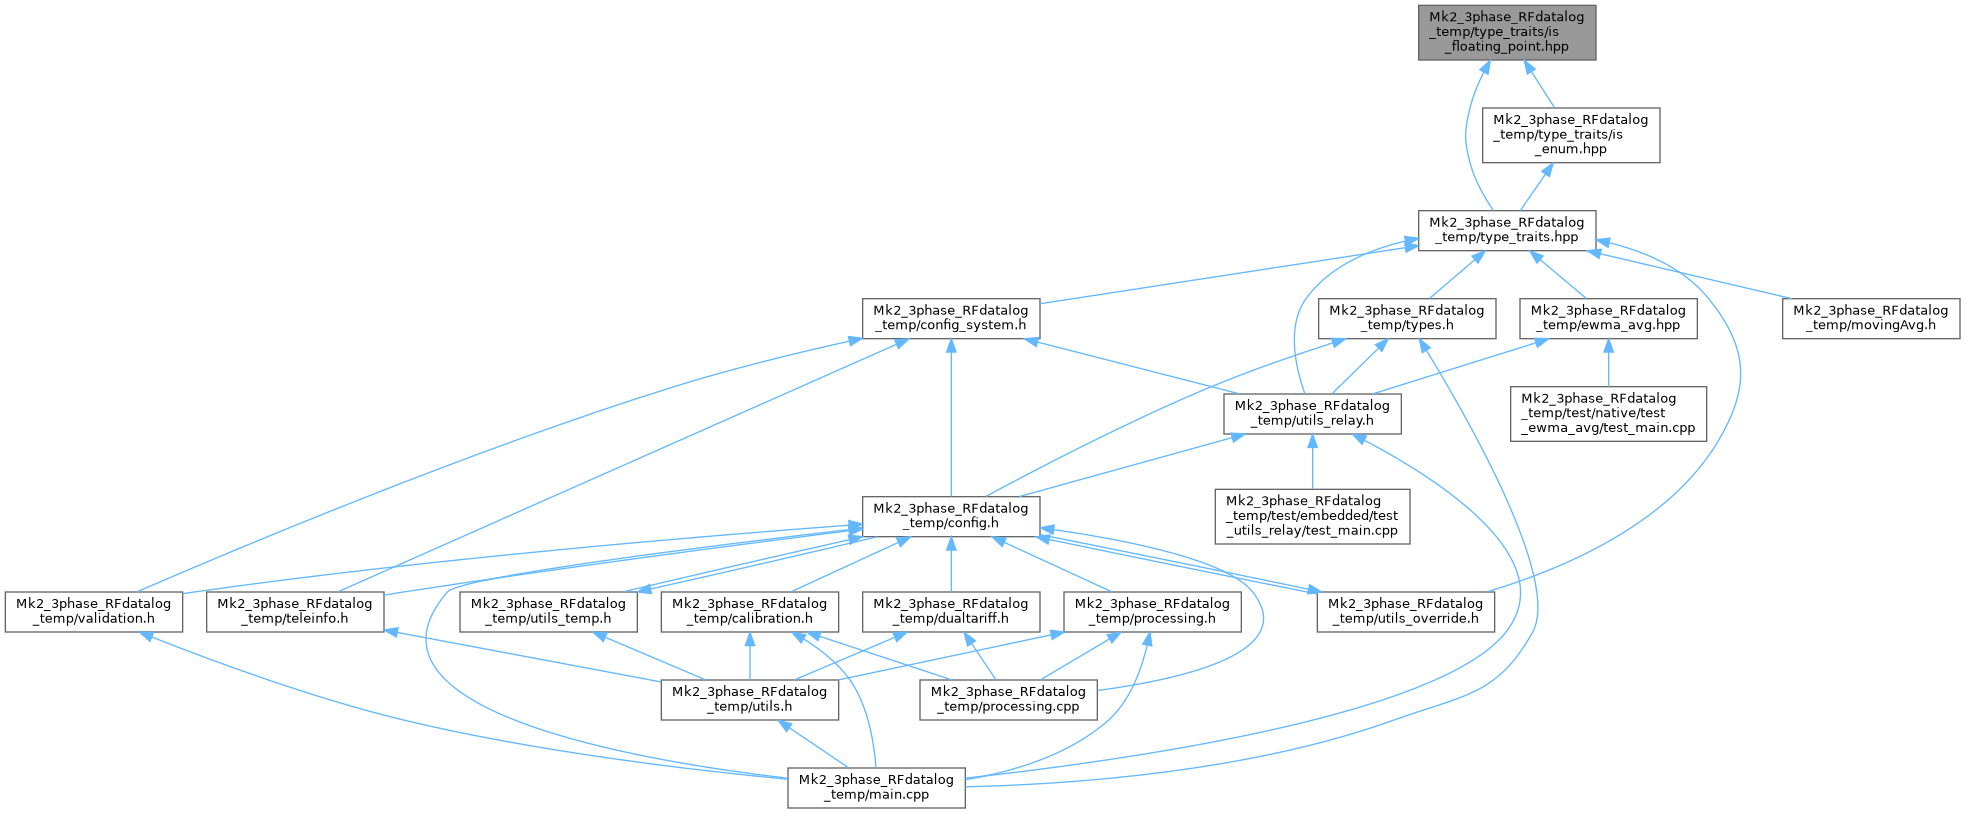 Mk2_3phase_RFdatalog
_temp/type_traits/is
_floating_point.hpp
Mk2_3phase_RFdatalog
_temp/type_traits/is
_enum.hpp
Mk2_3phase_RFdatalog
_temp/type_traits.hpp
Mk2_3phase_RFdatalog
_temp/config_system.h
Mk2_3phase_RFdatalog
_temp/types.h
Mk2_3phase_RFdatalog
_temp/ewma_avg.hpp
Mk2_3phase_RFdatalog
_temp/movingAvg.h
Mk2_3phase_RFdatalog
_temp/utils_relay.h
Mk2_3phase_RFdatalog
_temp/test/native/test
_ewma_avg/test_main.cpp
Mk2_3phase_RFdatalog
_temp/config.h
Mk2_3phase_RFdatalog
_temp/test/embedded/test
_utils_relay/test_main.cpp
Mk2_3phase_RFdatalog
_temp/validation.h
Mk2_3phase_RFdatalog
_temp/teleinfo.h
Mk2_3phase_RFdatalog
_temp/utils_temp.h
Mk2_3phase_RFdatalog
_temp/calibration.h
Mk2_3phase_RFdatalog
_temp/dualtariff.h
Mk2_3phase_RFdatalog
_temp/processing.h
Mk2_3phase_RFdatalog
_temp/utils_override.h
Mk2_3phase_RFdatalog
_temp/utils.h
Mk2_3phase_RFdatalog
_temp/processing.cpp
Mk2_3phase_RFdatalog
_temp/main.cpp